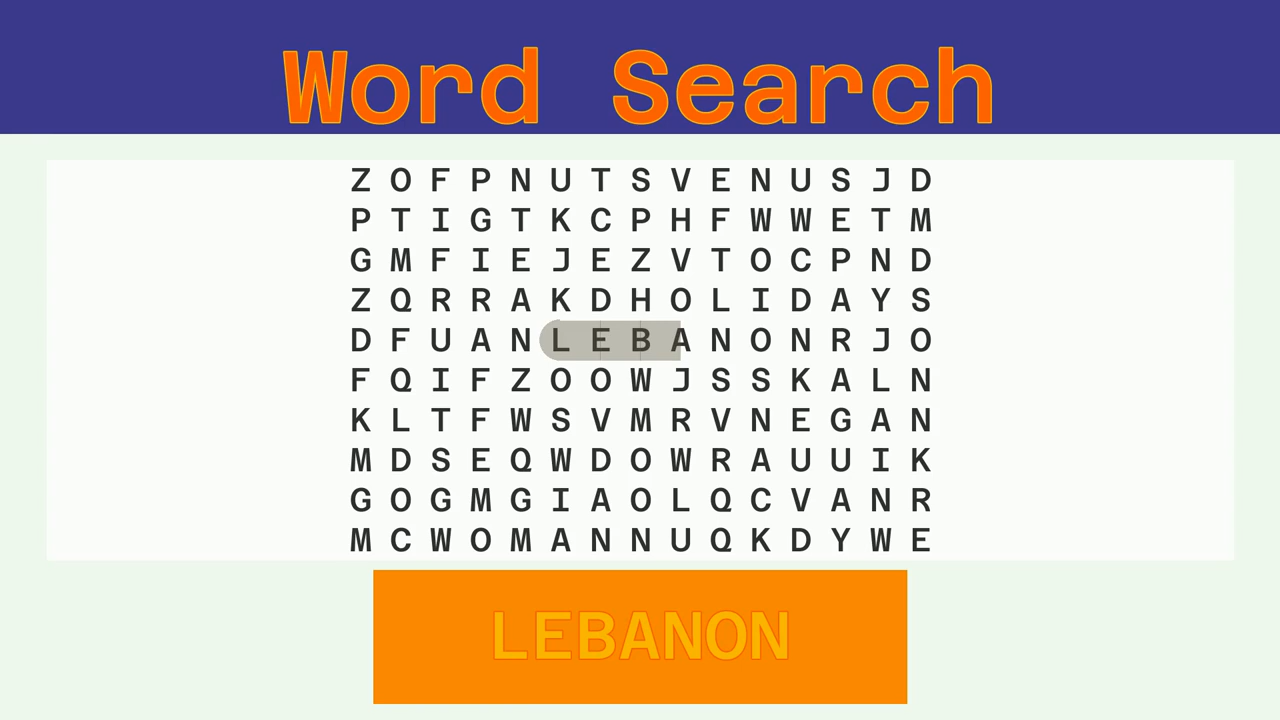 Word Search
Z O F P N U T S V E N U S J D
P T I G T K C P H F W W E T M
G M F I E J E Z V T O C P N D
Z Q R R A K D H O L I D A Y S
D F U A N L E B A N O N R J O
F Q I F Z O O W J S S K A L N
K L T F W S V M R V N E G A N
M D S E Q W D O W R A U U I K
G O G M G I A O L Q C V A N R
M C W O M A N N U Q K D Y W E
LEBANON